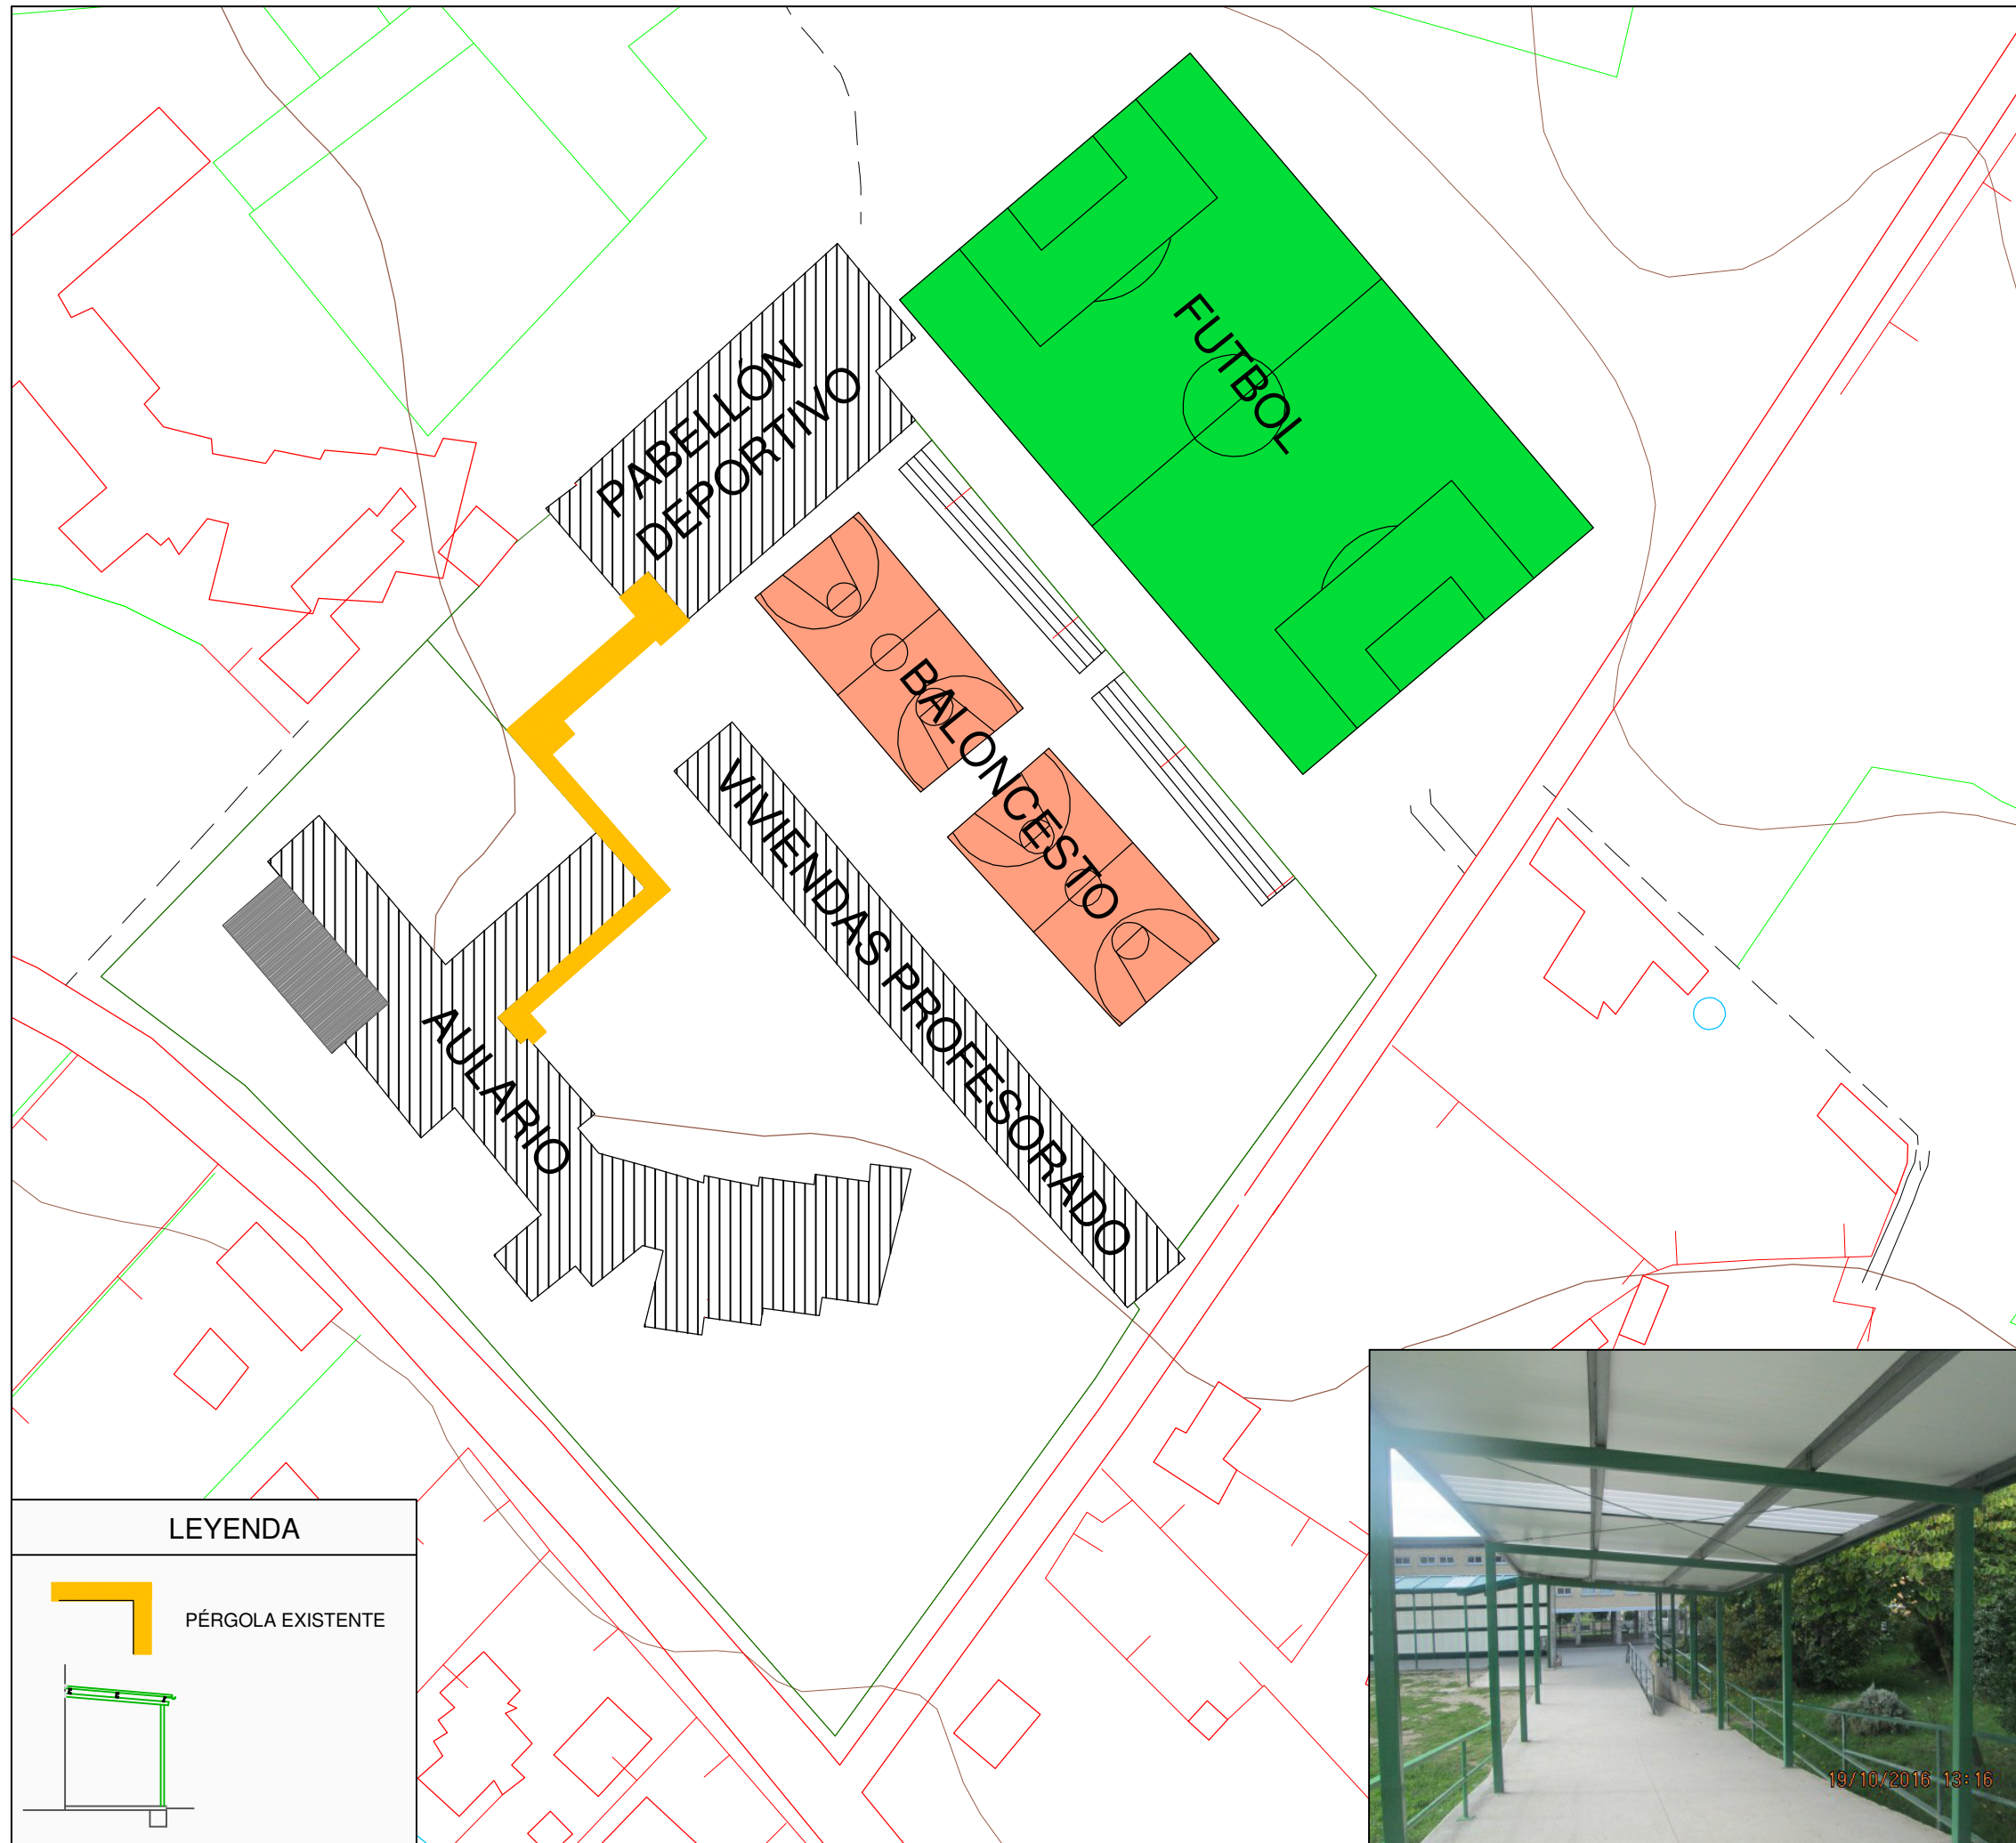 FUTBOL
PABELLÓN
DEPORTIVO
BALONCESTO
VIVIENDAS PROFESORADO
AULARIO
LEYENDA
PÉRGOLA EXISTENTE
19/10/2016 13:16